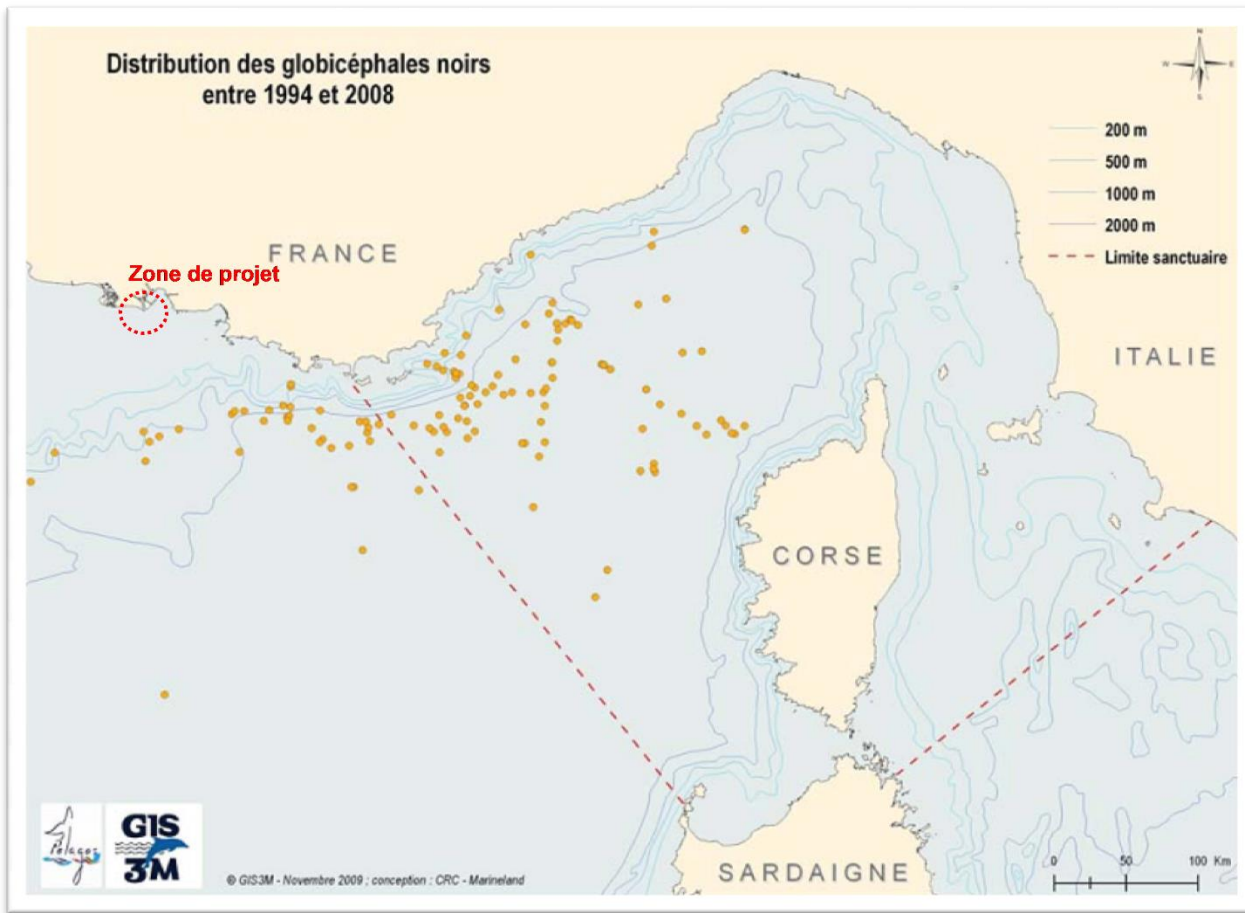 Distribution des globicéphales noirs
entre 1994 et 2008
N
W
E
S
200 m
500 m
1000 m
2000 m
Limite sanctuaire
FRANCE
Zone de projet
ITALIE
CORSE
SARDAIGNE
Pelagos
GIS
3M
© GIS3M - Novembre 2009 ; conception : CRC - Marineland
0 50 100 Km